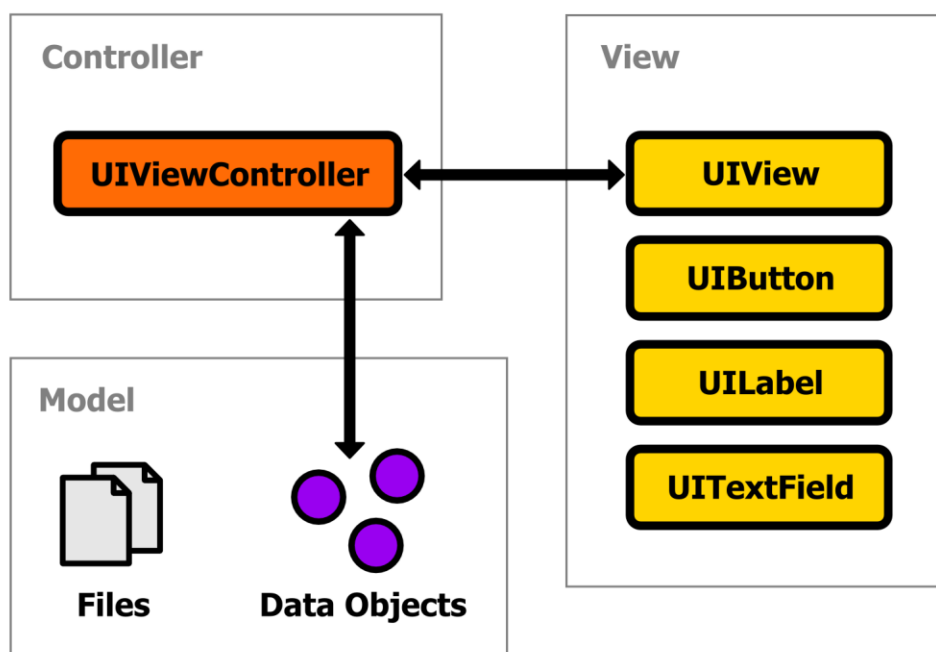 Controller
UIViewController
View
UIView
UIButton
UILabel
UITextField
Model
Files
Data Objects